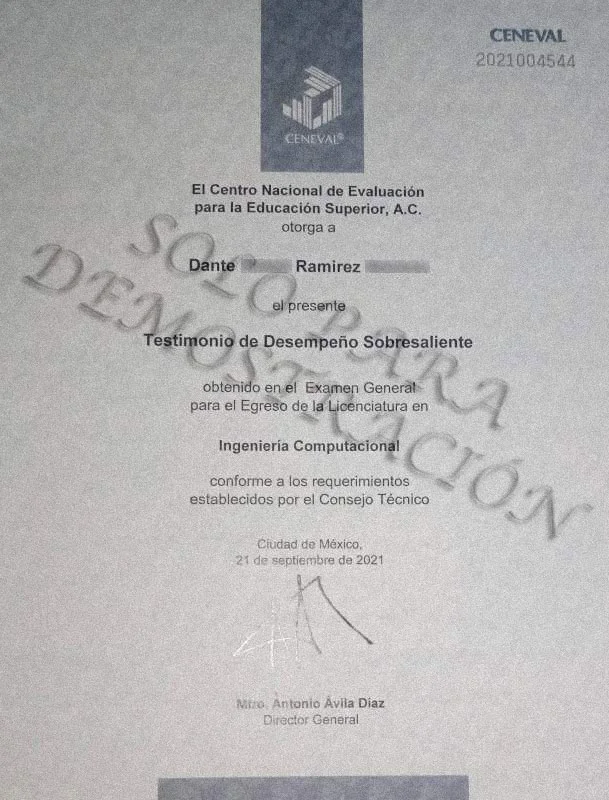 CENEVAL
2021004544
CENEVAL®
El Centro Nacional de Evaluación
para la Educación Superior, A.C.
otorga a
Dante Ramirez
el presente
Testimonio de Desempeño Sobresaliente
obtenido en el Examen General
para el Egreso de la Licenciatura en
Ingeniería Computacional
conforme a los requerimientos
establecidos por el Consejo Técnico
Ciudad de México,
21 de septiembre de 2021
Mtro. Antonio Ávila Díaz
Director General
SOLO PARA
DEMOSTRACIÓN